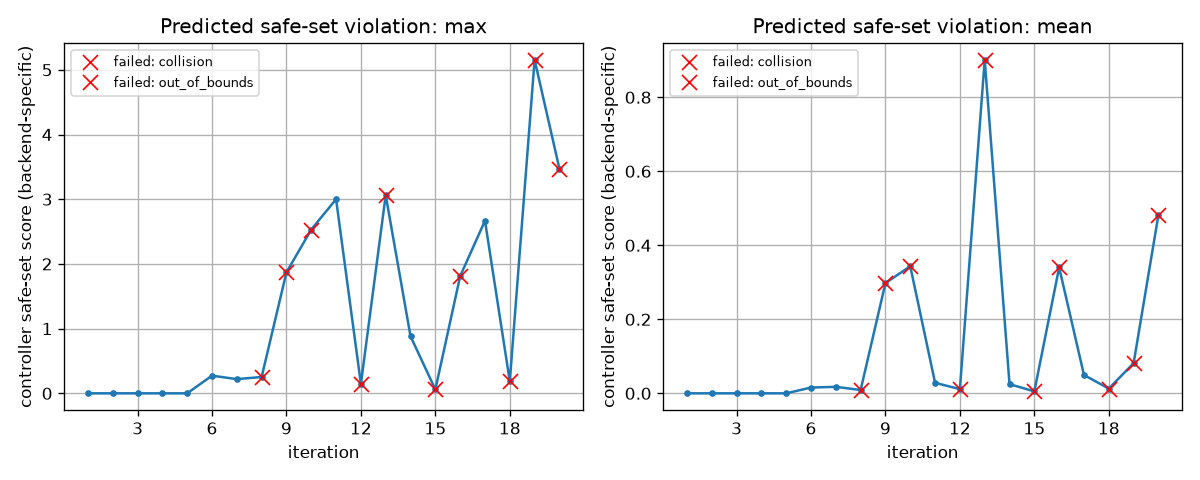 Predicted safe-set violation: max
failed: collision
failed: out_of_bounds
controller safe-set score (backend-specific)
5
4
3
2
1
0
3 6 9 12 15 18
iteration
Predicted safe-set violation: mean
failed: collision
failed: out_of_bounds
controller safe-set score (backend-specific)
0.8
0.6
0.4
0.2
0.0
3 6 9 12 15 18
iteration